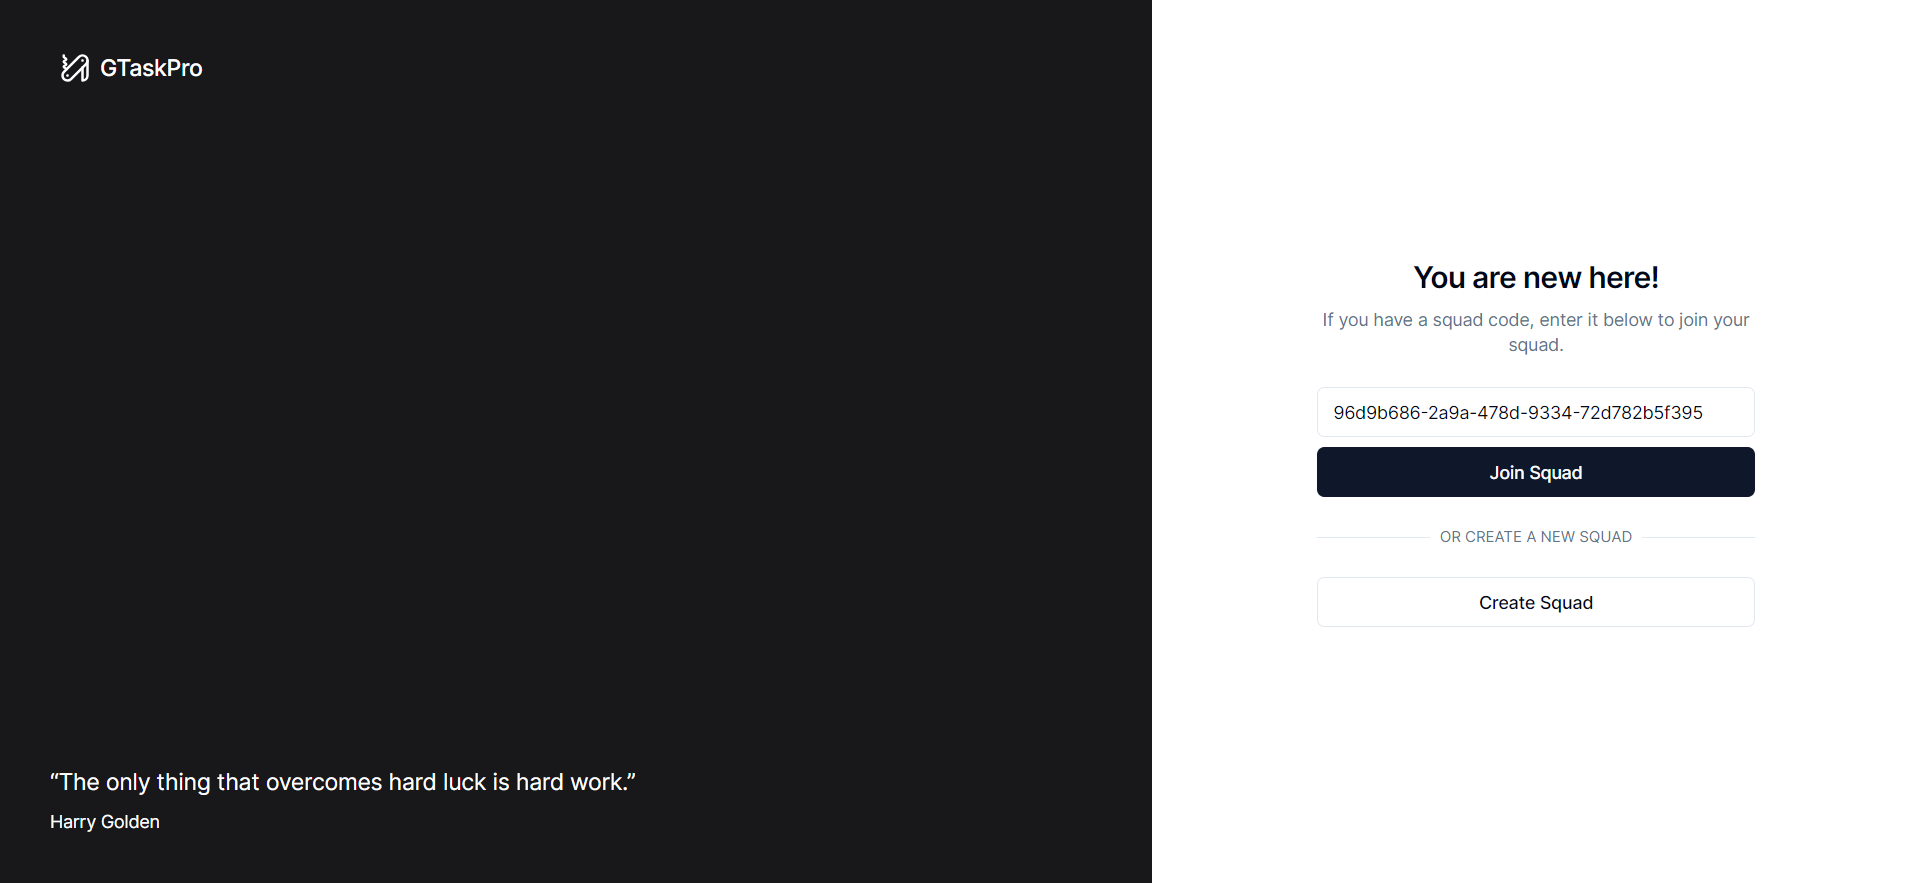 GTaskPro
“The only thing that overcomes hard luck is hard work.”
Harry Golden
You are new here!
If you have a squad code, enter it below to join your
squad.
96d9b686-2a9a-478d-9334-72d782b5f395
Join Squad
OR CREATE A NEW SQUAD
Create Squad